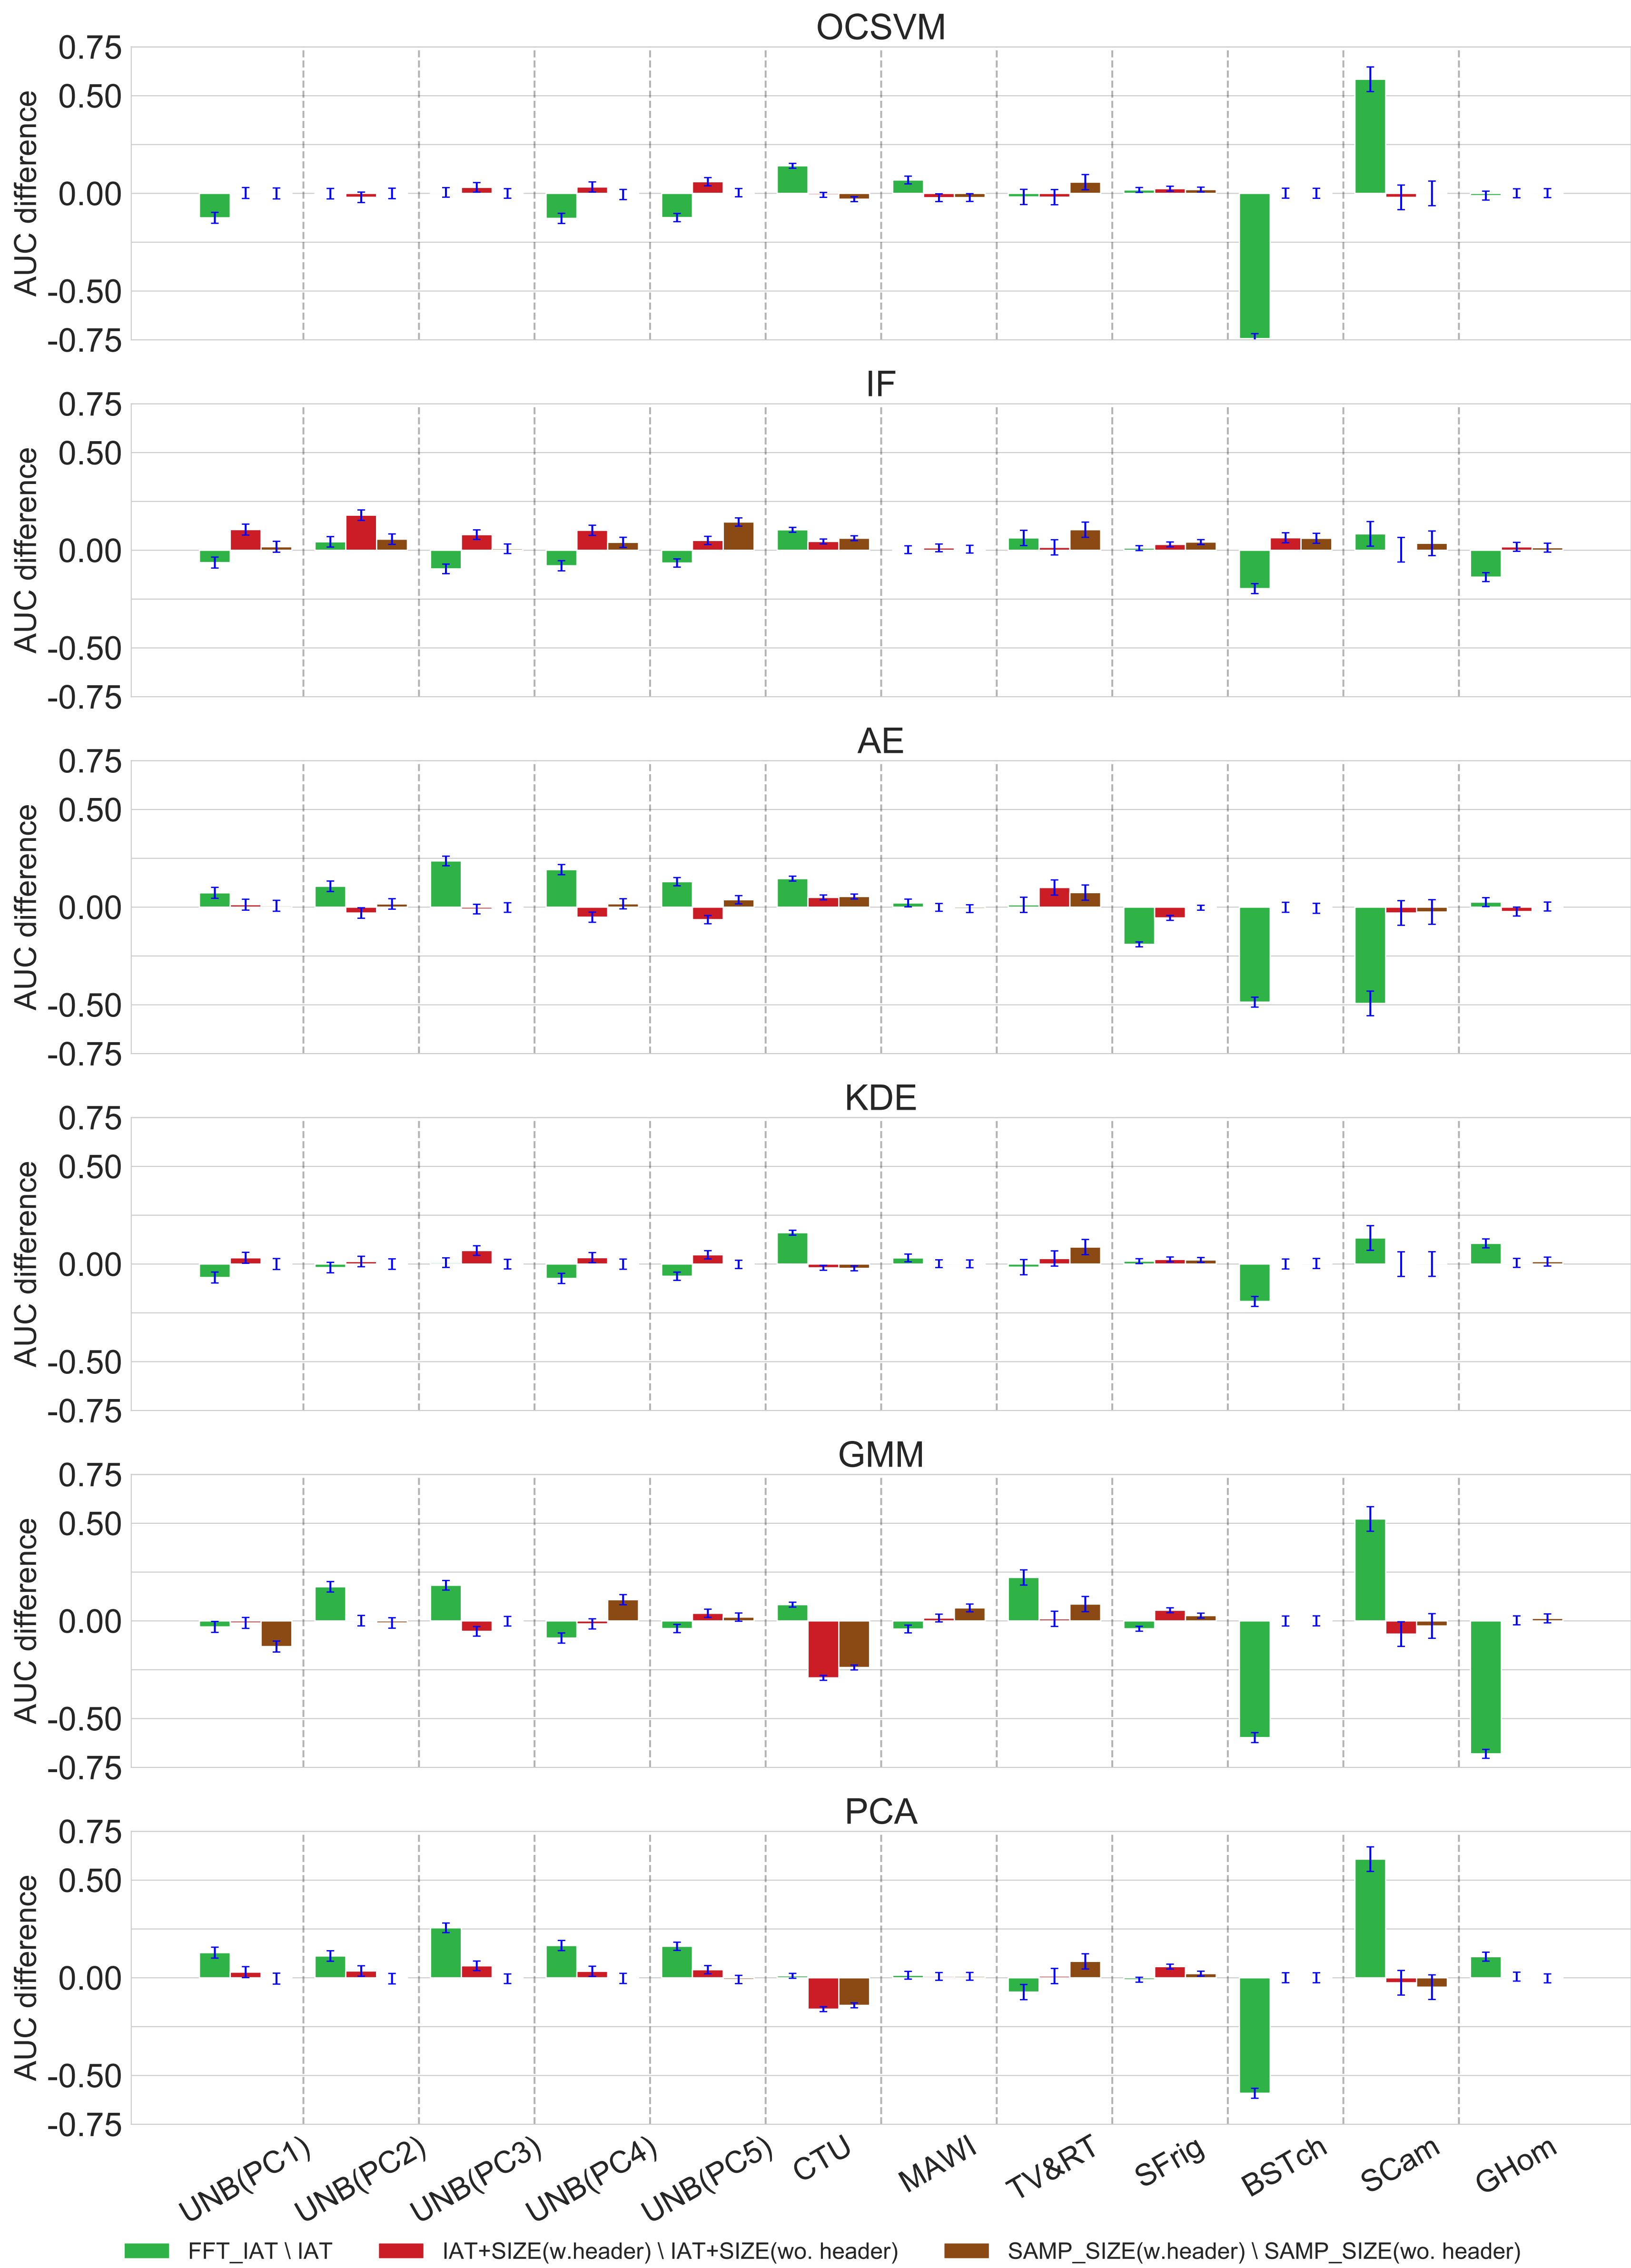 OCSVM
0.75
0.50
0.00
-0.50
-0.75
AUC difference
IF
0.75
0.50
0.00
-0.50
-0.75
AUC difference
AE
0.75
0.50
0.00
-0.50
-0.75
AUC difference
KDE
0.75
0.50
0.00
-0.50
-0.75
AUC difference
GMM
0.75
0.50
0.00
-0.50
-0.75
AUC difference
PCA
0.75
0.50
0.00
-0.50
-0.75
AUC difference
UNB(PC1) UNB(PC2) UNB(PC3) UNB(PC4) UNB(PC5) CTU MAWI TV&RT SFrig BSTch SCam GHom
FFT_IAT \ IAT IAT+SIZE(w.header) \ IAT+SIZE(wo. header) SAMP_SIZE(w.header) \ SAMP_SIZE(wo. header)